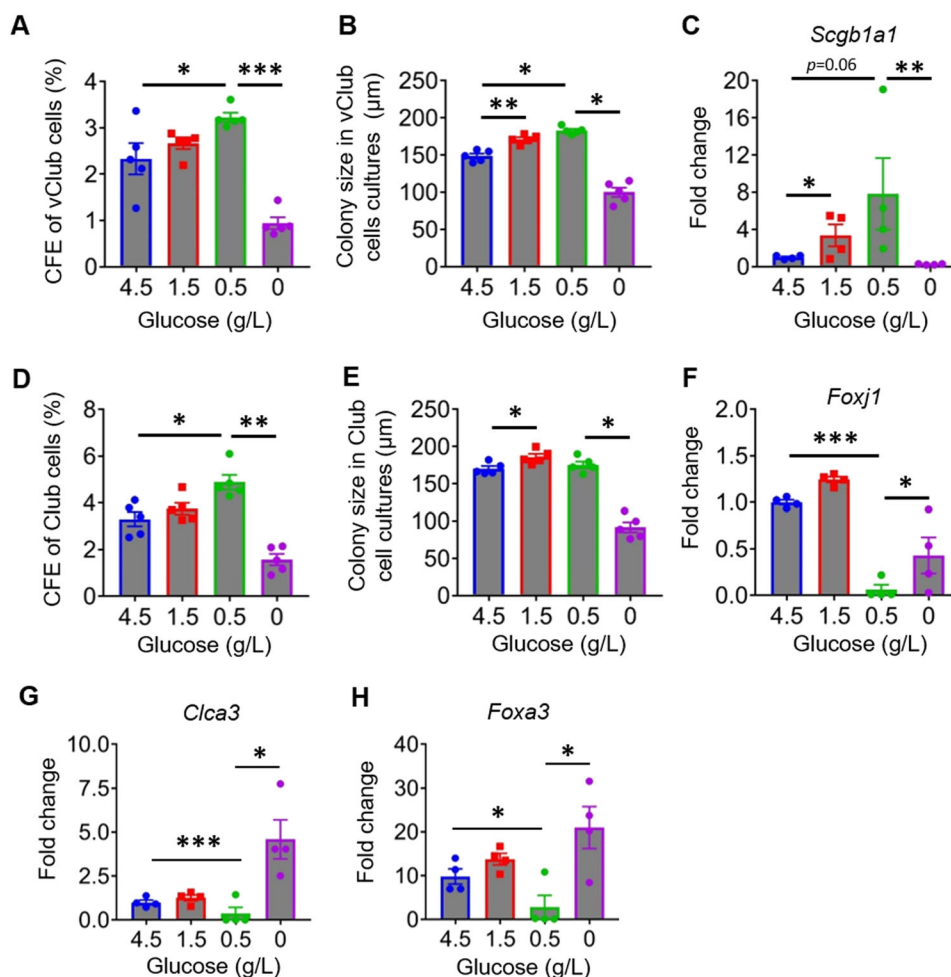 A
CFE of vClub cells (%)
4
3
2
1
0
*
***
4.5 1.5 0.5 0
Glucose (g/L)
B
Colony size in vClub
cells cultures (µm)
250
200
150
100
50
0
*
**
*
4.5 1.5 0.5 0
Glucose (g/L)
C
Scgb1a1
Fold change
20
16
12
8
4
0
p=0.06
**
*
4.5 1.5 0.5 0
Glucose (g/L)
D
CFE of Club cells (%)
8
6
4
2
0
*
**
4.5 1.5 0.5 0
Glucose (g/L)
E
Colony size in Club
cell cultures (µm)
250
200
150
100
50
0
*
*
4.5 1.5 0.5 0
Glucose (g/L)
F
Foxj1
Fold change
2.0
1.5
1.0
0.5
0.0
***
*
4.5 1.5 0.5 0
Glucose (g/L)
G
Clca3
Fold change
10.0
7.5
5.0
2.5
0.0
*
***
4.5 1.5 0.5 0
Glucose (g/L)
H
Foxa3
Fold change
40
30
20
10
0
*
*
4.5 1.5 0.5 0
Glucose (g/L)